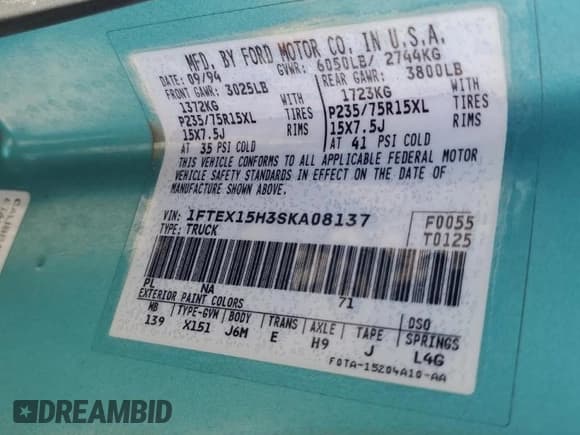 MFD. BY FORD MOTOR CO. IN U.S.A.
DATE: 09/94 GVWR: 6050LB/ 2744KG
FRONT GAWR: 3025LB REAR GAWR: 3800LB
1372KG WITH 1723KG WITH
P235/75R15XL TIRES P235/75R15XL TIRES
15X7.5J RIMS 15X7.5J RIMS
AT 35 PSI COLD AT 41 PSI COLD
THIS VEHICLE CONFORMS TO ALL APPLICABLE FEDERAL MOTOR
VEHICLE SAFETY STANDARDS IN EFFECT ON THE DATE OF
MANUFACTURE SHOWN ABOVE.
VIN: 1FTEX15H3SKA08137 F0055
TYPE: TRUCK T0125
PL NA 71
EXTERIOR PAINT COLORS DSO
WB TYPE-GVW BODY TRANS AXLE TAPE SPRINGS
139 X151 J6M E H9 J L4G
F0TA-15204A10-AA
DREAMBID